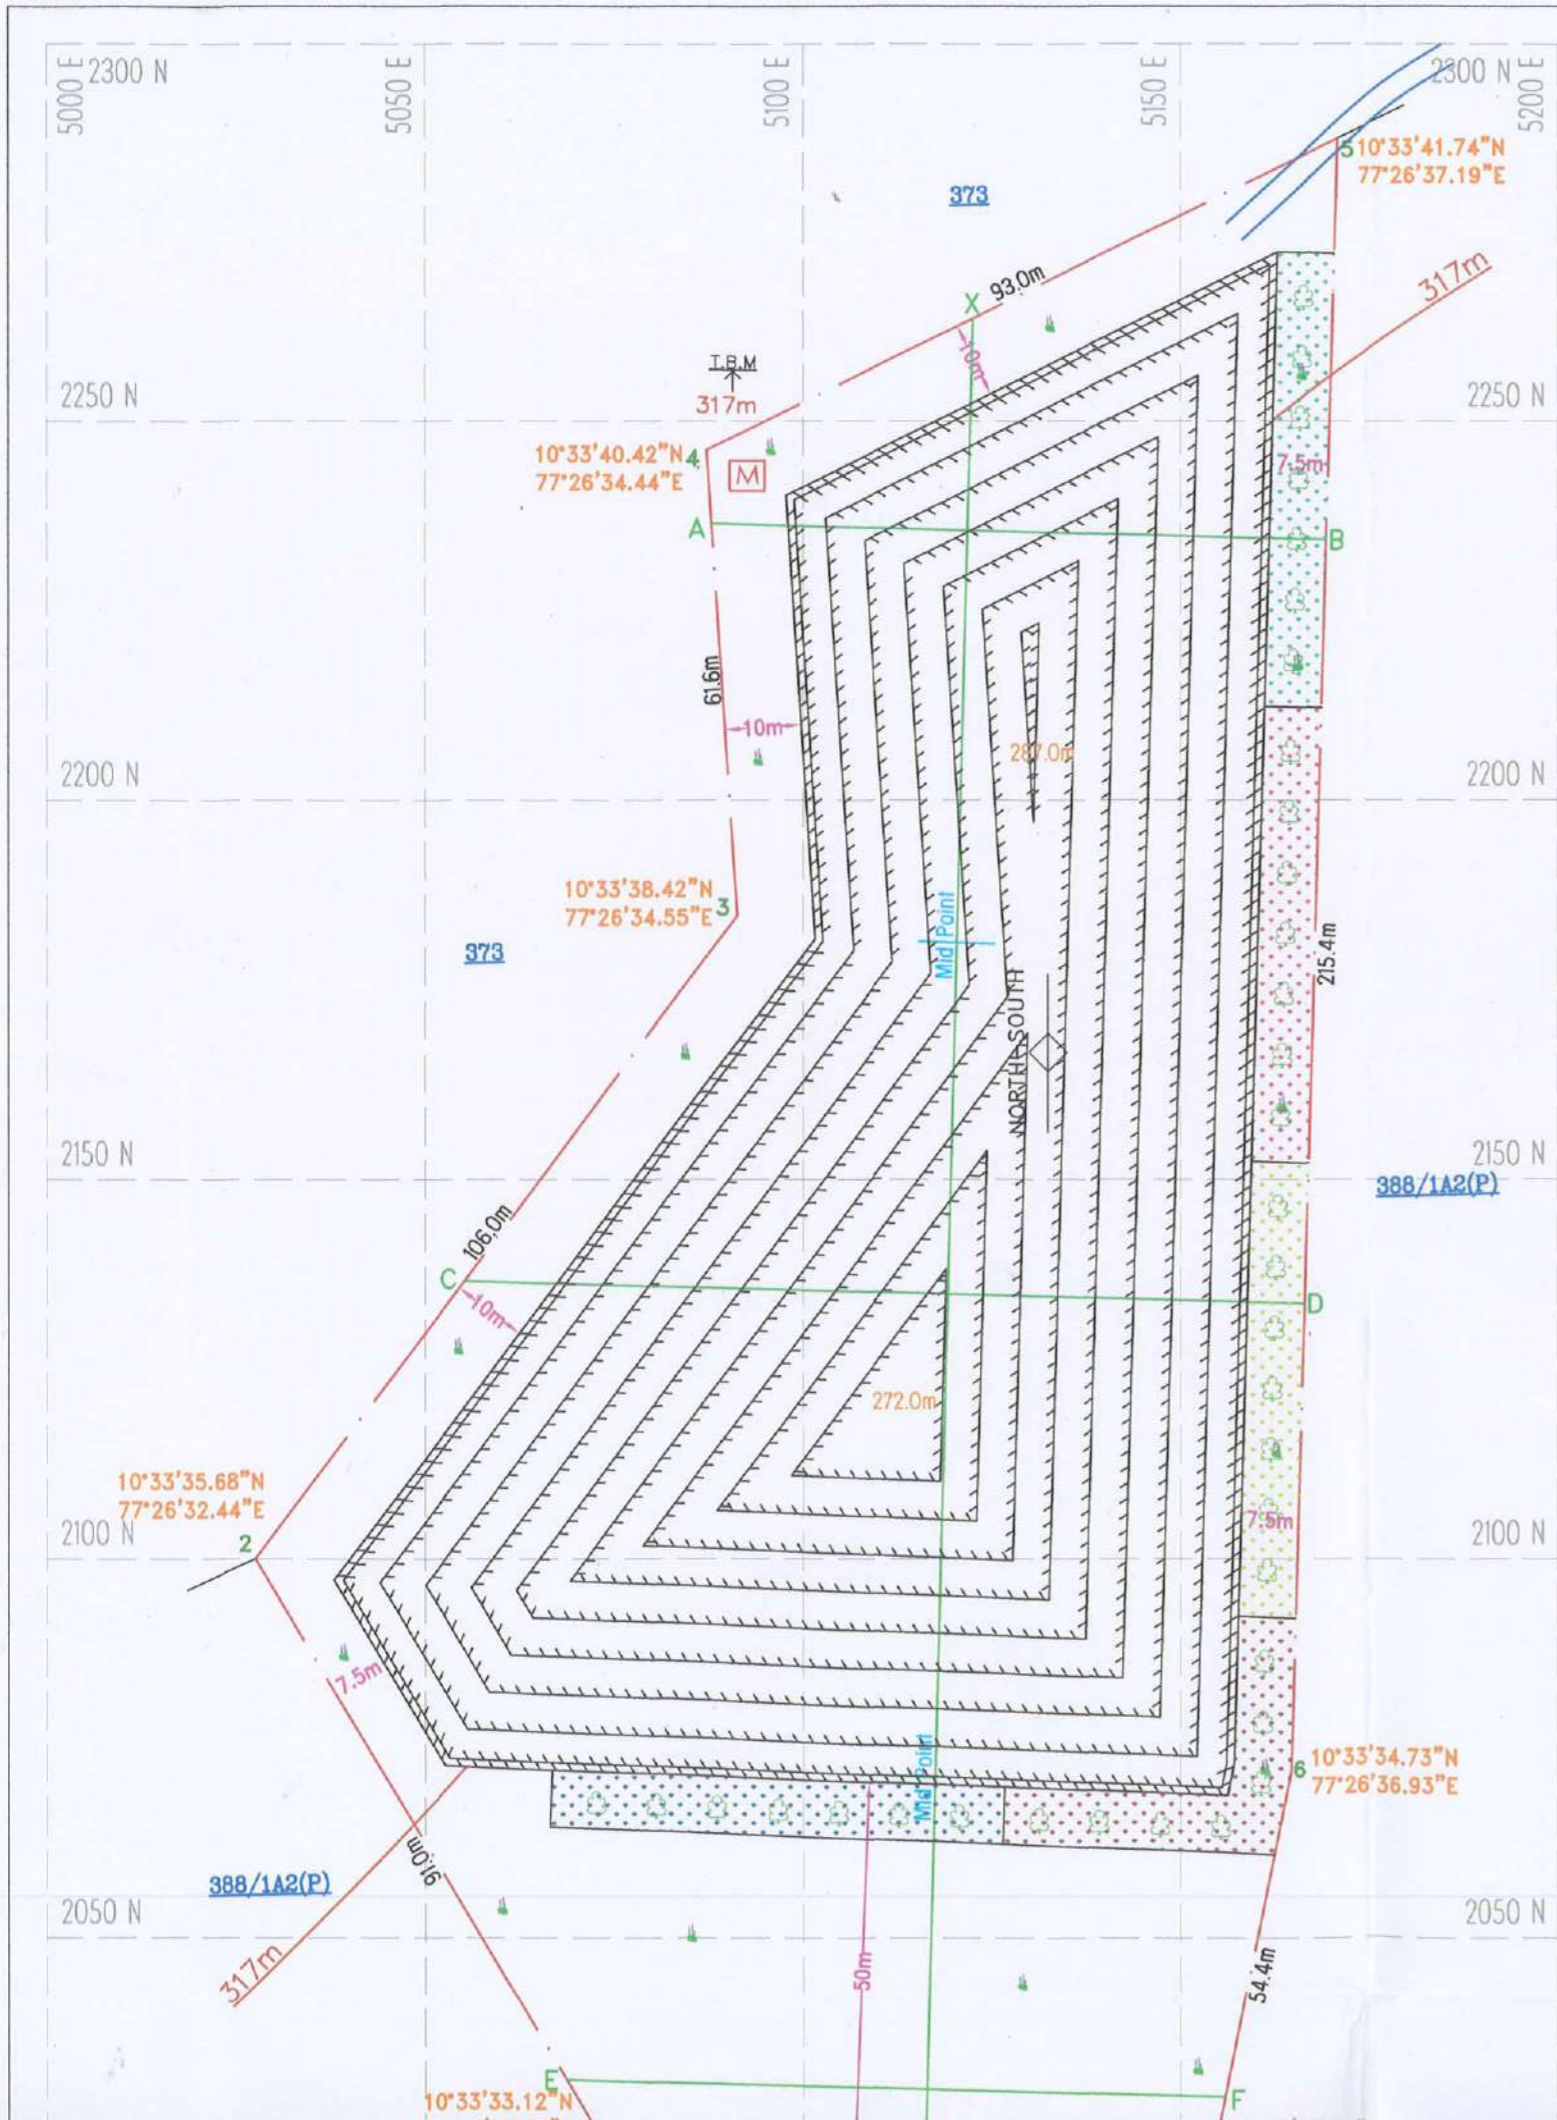 5000 E
2300 N
5050 E
5100 E
5150 E
2300 N
5200 E
5
10°33'41.74"N
77°26'37.19"E
373
X
93.0m
10m
317m
T.B.M
317m
2250 N
2250 N
10°33'40.42"N
77°26'34.44"E
4
M
7.5m
A
B
61.6m
10m
287.0m
2200 N
2200 N
10°33'38.42"N
77°26'34.55"E
3
373
Mid Point
215.4m
NORTH-SOUTH
2150 N
2150 N
388/1A2(P)
106.0m
C
10m
D
272.0m
10°33'35.68"N
77°26'32.44"E
7.5m
2100 N
2
2100 N
7.5m
Mid Point
6
10°33'34.73"N
77°26'36.93"E
91.0m
388/1A2(P)
2050 N
2050 N
317m
50m
54.4m
E
10°33'33.12"N
F